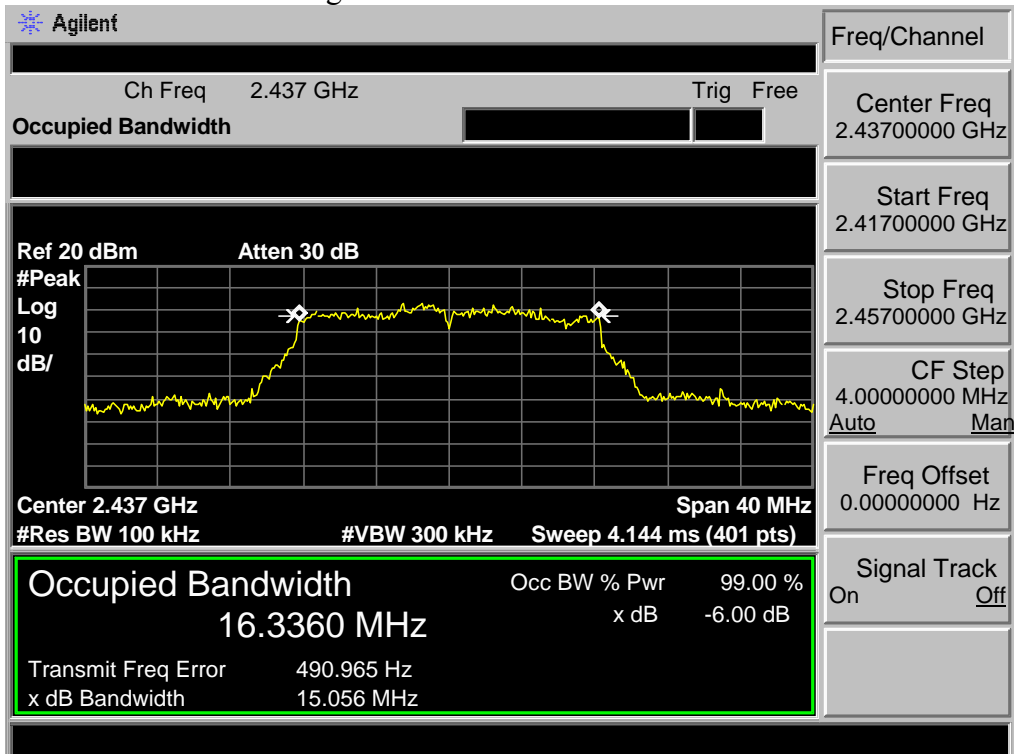 Agilent
Freq/Channel
Ch Freq 2.437 GHz Trig Free
Occupied Bandwidth
Center Freq
2.43700000 GHz
Start Freq
2.41700000 GHz
Ref 20 dBm Atten 30 dB
#Peak
Log
10
dB/
Stop Freq
2.45700000 GHz
CF Step
4.00000000 MHz
Auto Man
Center 2.437 GHz Span 40 MHz
#Res BW 100 kHz #VBW 300 kHz Sweep 4.144 ms (401 pts)
Freq Offset
0.00000000 Hz
Occupied Bandwidth Occ BW % Pwr 99.00 %
16.3360 MHz x dB -6.00 dB
Transmit Freq Error 490.965 Hz
x dB Bandwidth 15.056 MHz
Signal Track
On Off